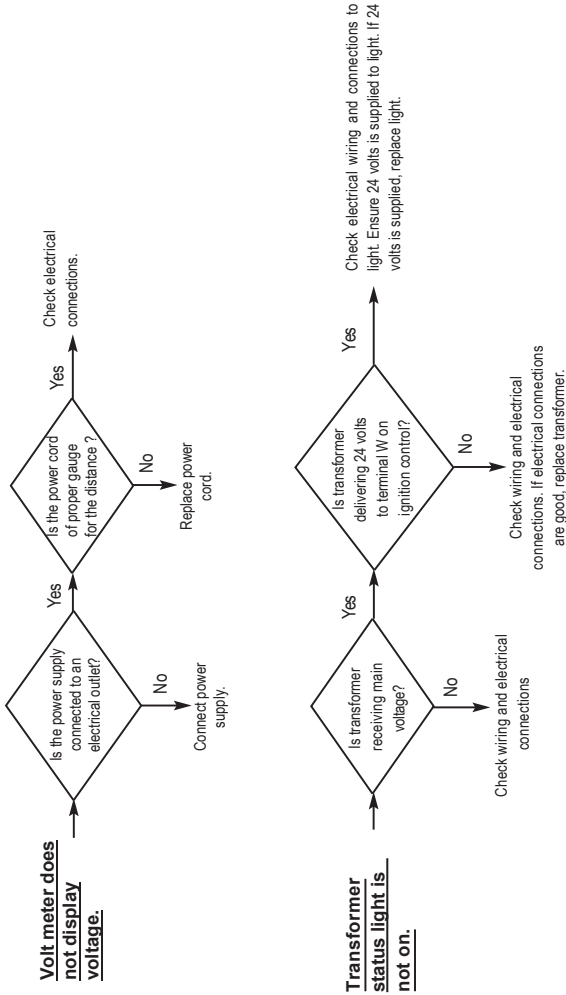 Volt meter does
not display
voltage.
Is the power supply
connected to an
electrical outlet?
Yes
No
Connect power
supply.
Is the power cord
of proper gauge
for the distance ?
Yes
No
Replace power
cord.
Check electrical
connections.
Transformer
status light is
not on.
Is transformer
receiving main
voltage?
Yes
No
Check wiring and electrical
connections
Is transformer
delivering 24 volts
to terminal W on
ignition control?
Yes
No
Check wiring and electrical
connections. If electrical connections
are good, replace transformer.
Check electrical wiring and connections to
light. Ensure 24 volts is supplied to light. If 24
volts is supplied, replace light.